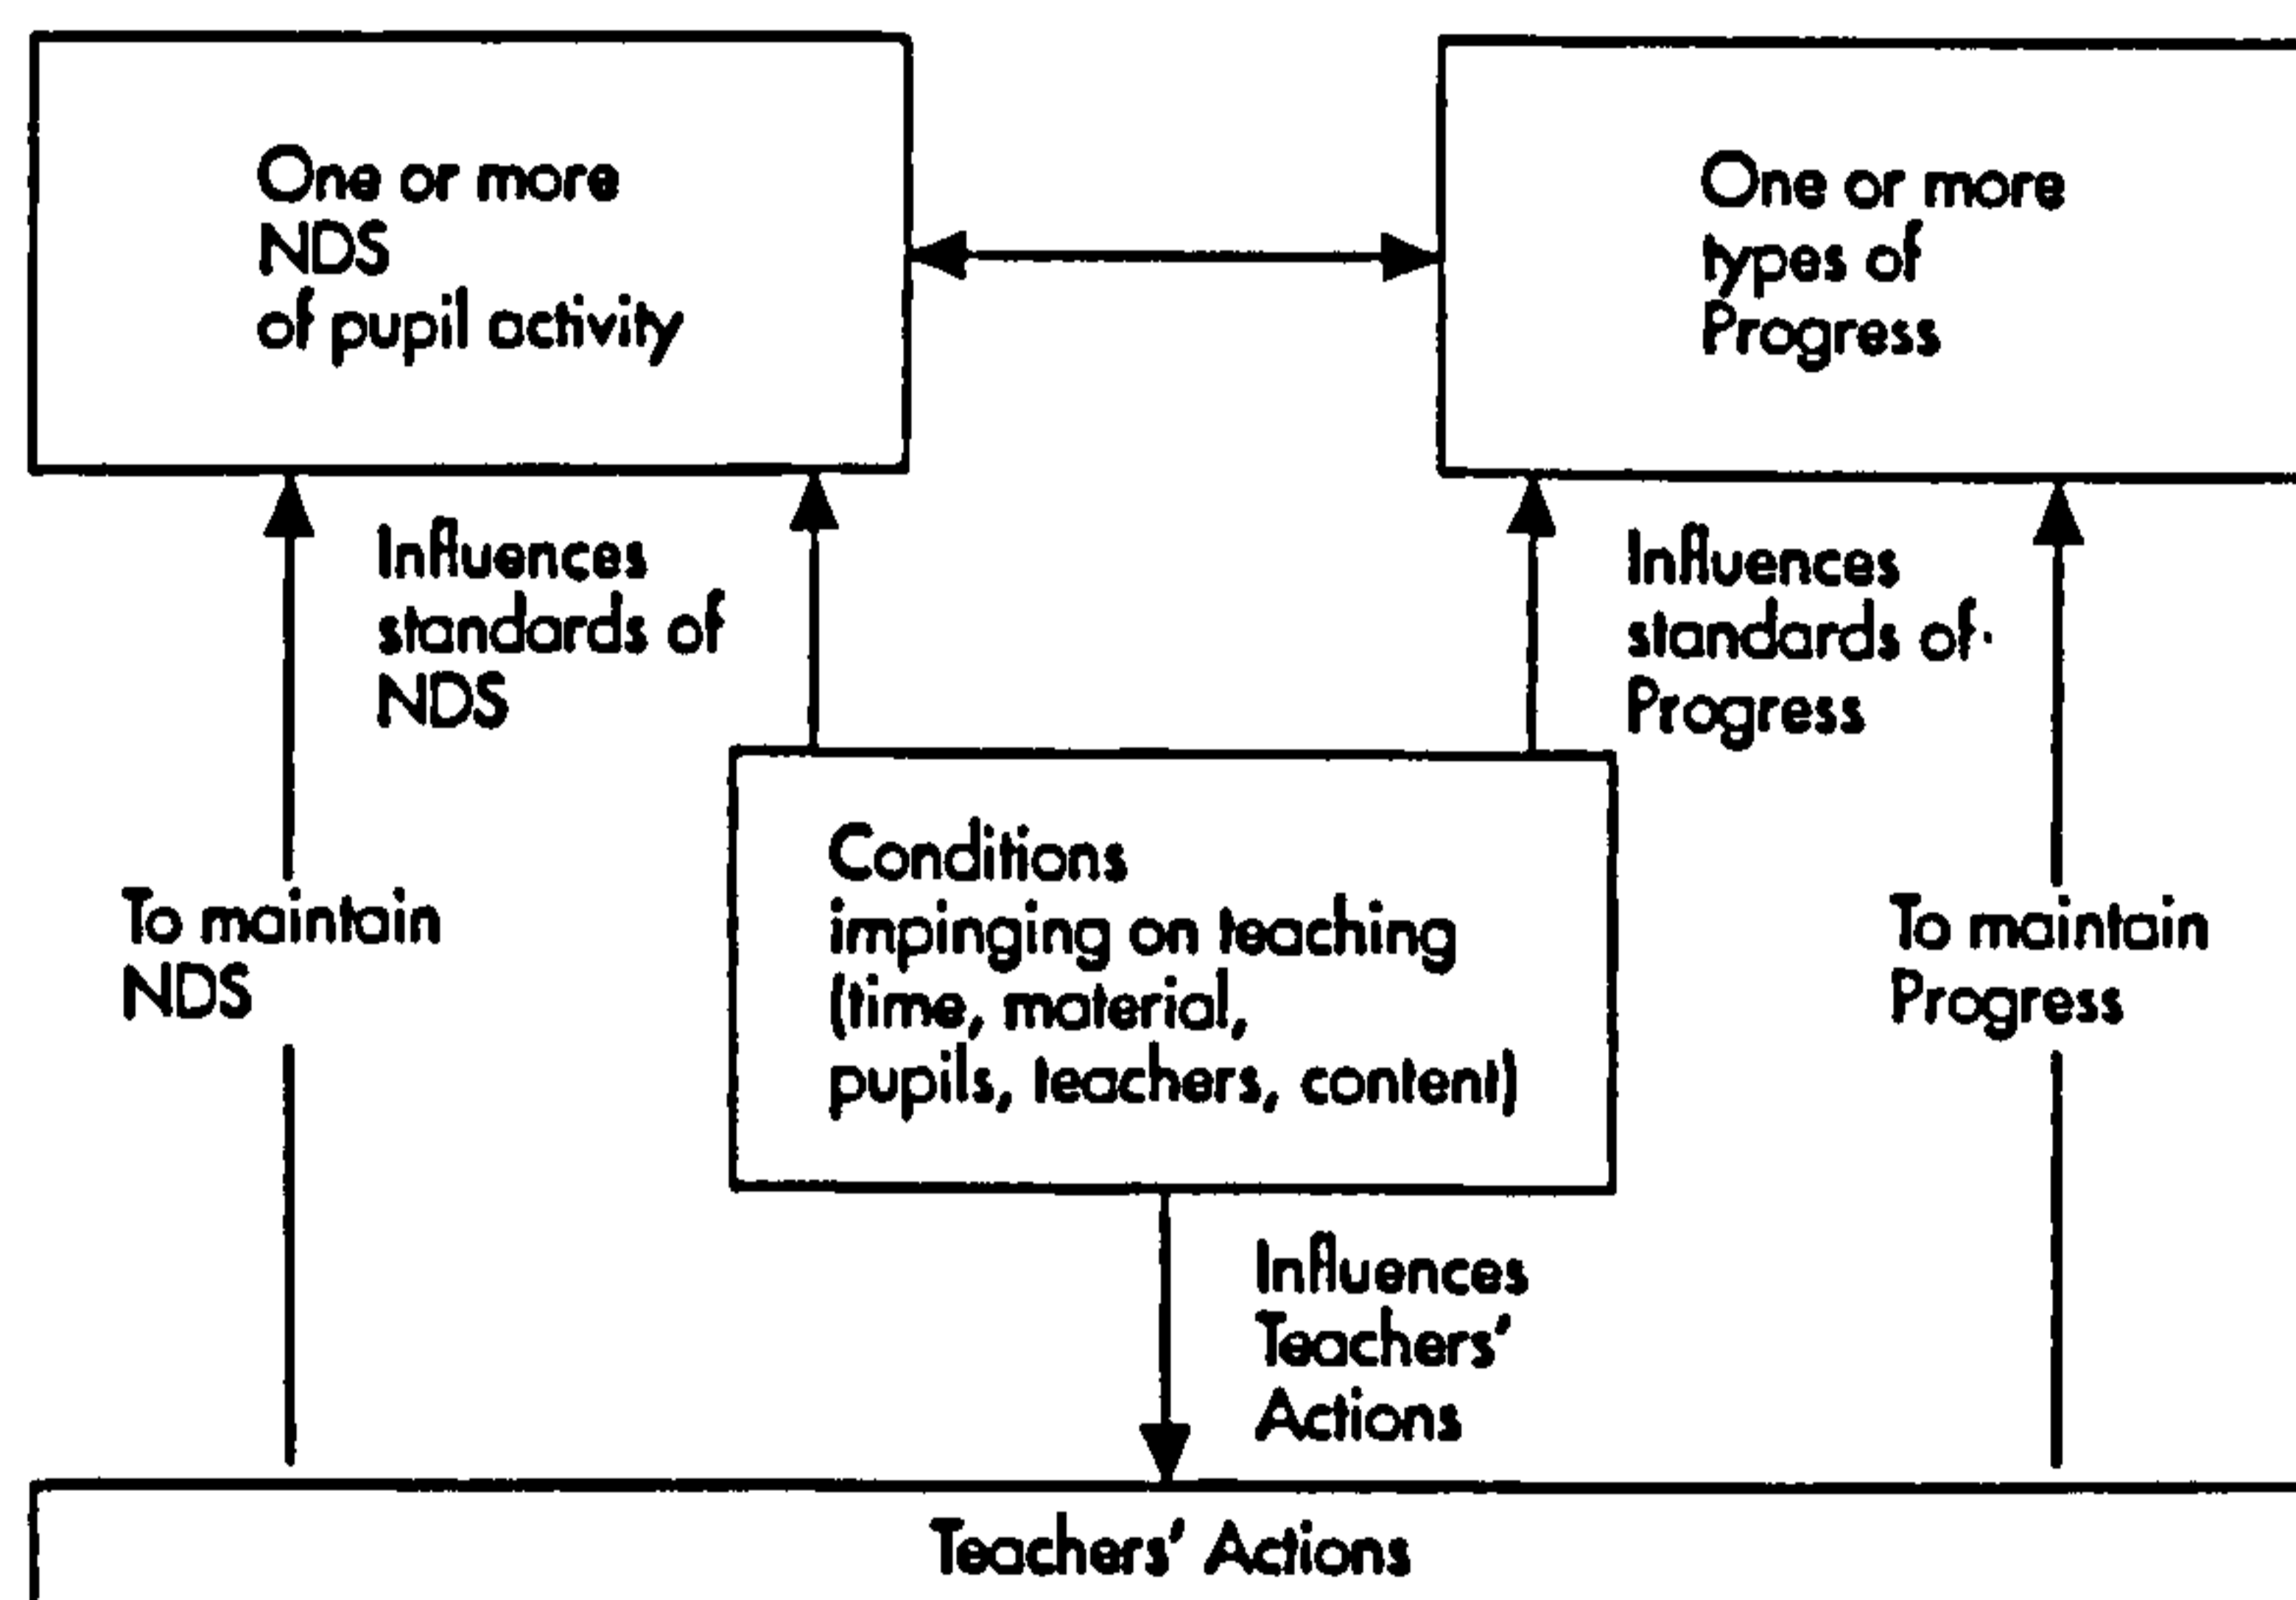 One or more
NDS
of pupil activity
One or more
types of
Progress
Influences
standards of
NDS
Influences
standards of
Progress
To maintain
NDS
Conditions
impinging on teaching
(time, material,
pupils, teachers, content)
To maintain
Progress
Influences
Teachers'
Actions
Teachers' Actions